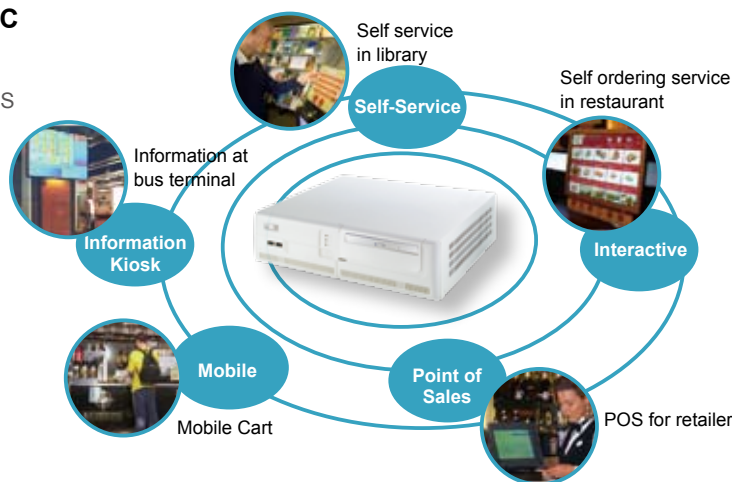 C
S
Self service
in library
Self-Service
Self ordering service
in restaurant
Information at
bus terminal
Information
Kiosk
Interactive
Mobile
Mobile Cart
Point of
Sales
POS for retailer